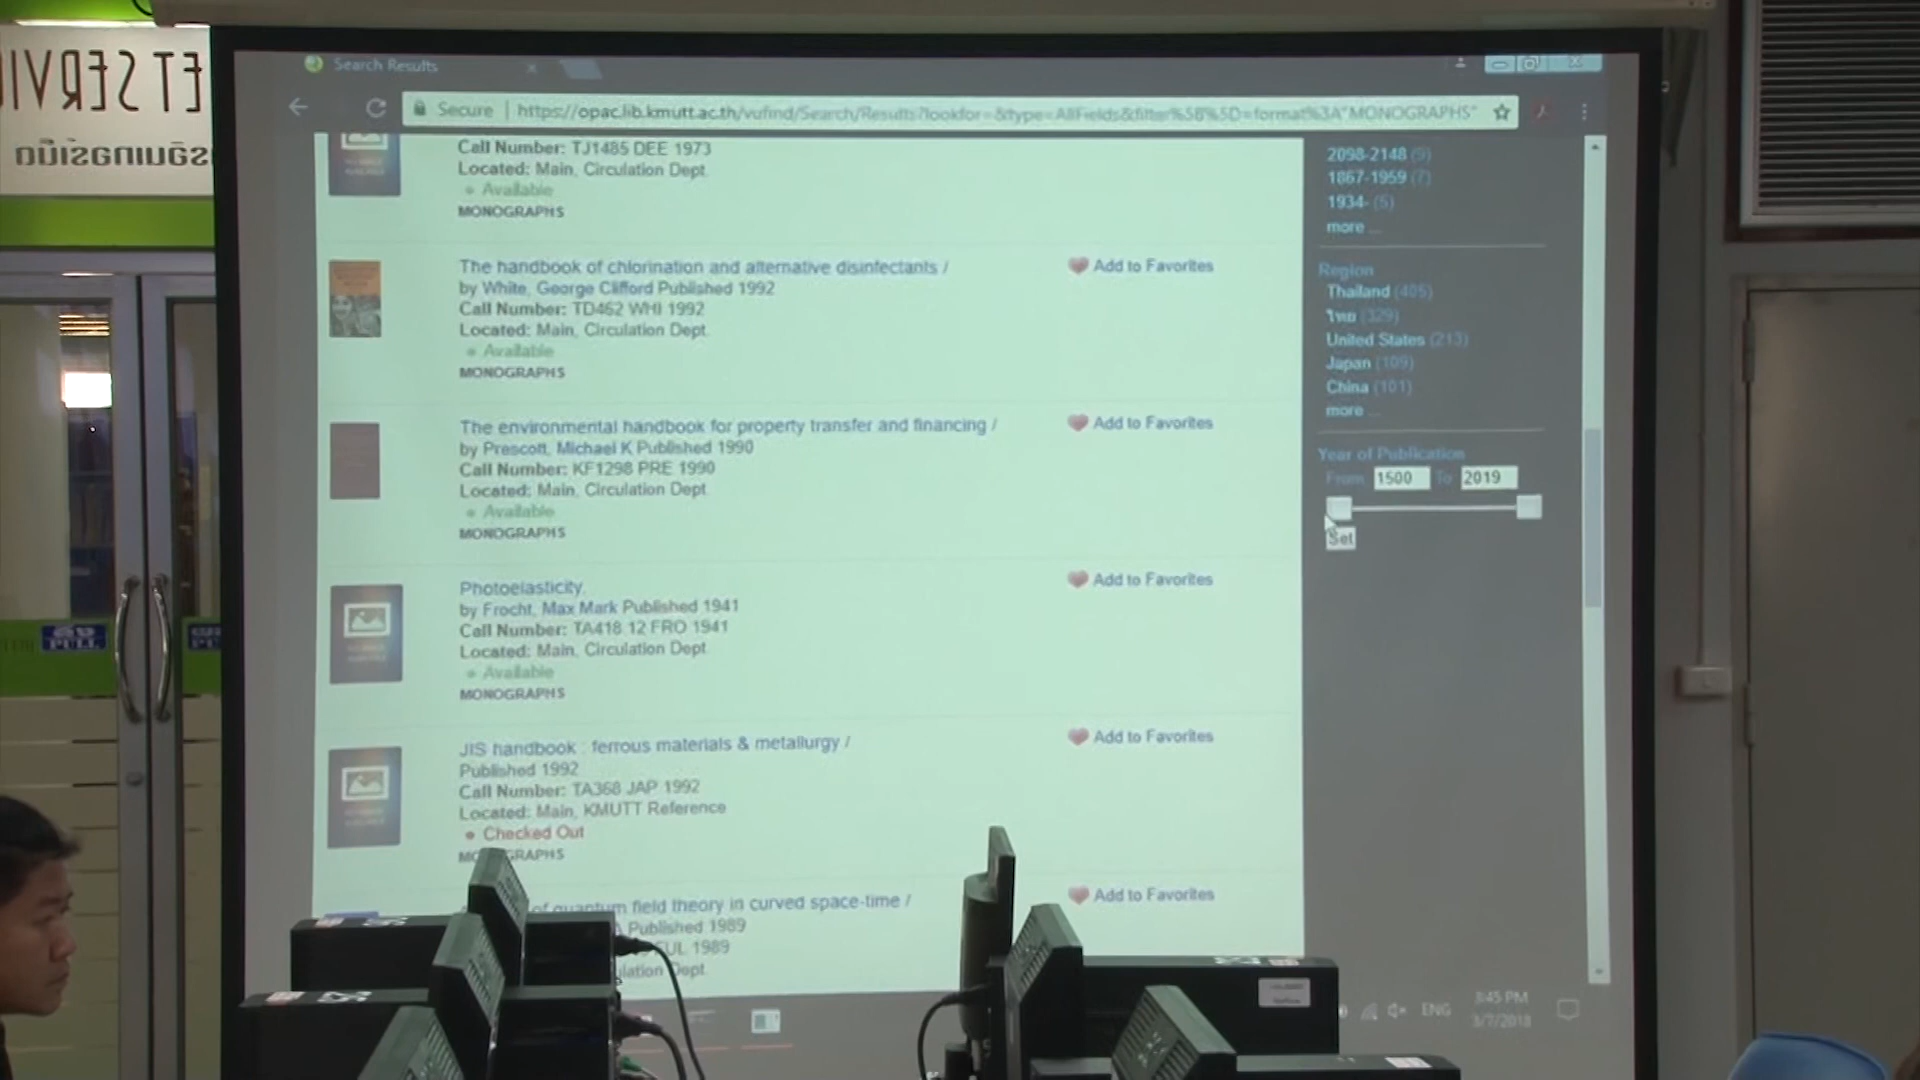 ET SERVI
Search Results
Secure | https://opac.lib.kmutt.ac.th/vufind/Search/Results?lookfor=&type=AllFields&filter%5B%5D=format%3A"MONOGRAPHS"
Call Number: TJ1485 DEE 1973
Located: Main, Circulation Dept.
Available
MONOGRAPHS
The handbook of chlorination and alternative disinfectants /
by White, George Clifford Published 1992
Call Number: TD462 WHI 1992
Located: Main, Circulation Dept.
Available
MONOGRAPHS
Add to Favorites
The environmental handbook for property transfer and financing /
by Prescott, Michael K Published 1990
Call Number: KF1298 PRE 1990
Located: Main, Circulation Dept.
Available
MONOGRAPHS
Add to Favorites
Photoelasticity.
by Frocht, Max Mark Published 1941
Call Number: TA418.12 FRO 1941
Located: Main, Circulation Dept.
Available
MONOGRAPHS
Add to Favorites
JIS handbook : ferrous materials & metallurgy /
Published 1992
Call Number: TA368 JAP 1992
Located: Main, KMUTT Reference
Checked Out
Add to Favorites
of quantum field theory in curved space-time /
Published 1989
FUL 1989
Dept.
Add to Favorites
2098-2148 (9)
1867-1959 (7)
1934- (5)
more ...
Region
Thailand (405)
ไทย (329)
United States (213)
Japan (109)
China (101)
more ...
Year of Publication
From: 1500 To 2019
Set
ENG
3:45 PM
3/7/2018
PULL